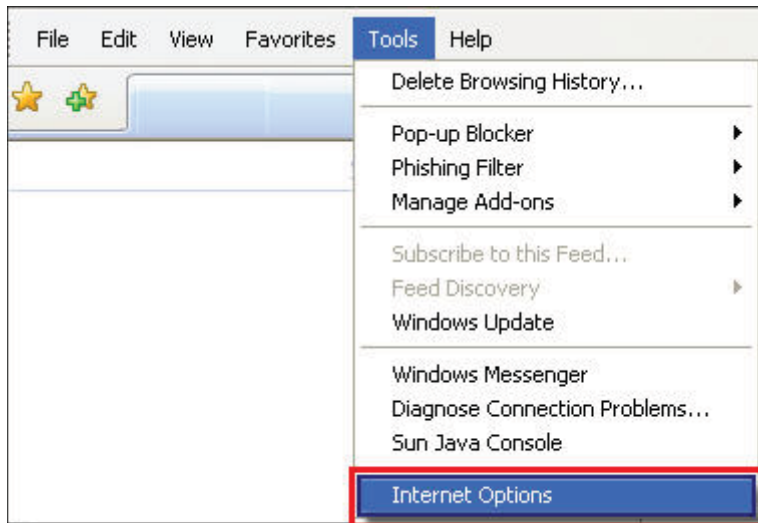 File Edit View Favorites Tools Help
Delete Browsing History...
Pop-up Blocker
Phishing Filter
Manage Add-ons
Subscribe to this Feed...
Feed Discovery
Windows Update
Windows Messenger
Diagnose Connection Problems...
Sun Java Console
Internet Options